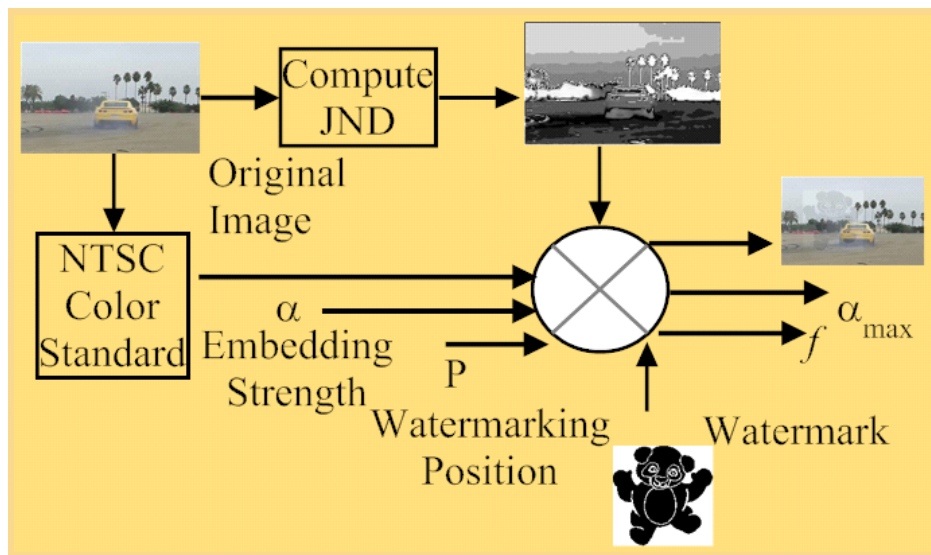 Compute
JND
Original
Image
NTSC
Color
Standard
α
Embedding
Strength
P
Watermarking
Position
α max
f
Watermark